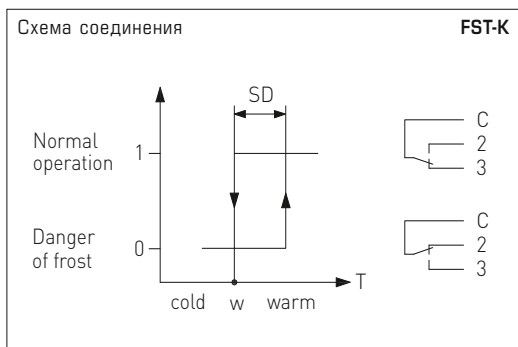 Схема соединения FST-K
SD
Normal
operation
1
Danger
of frost
0
T
cold w warm
C
2
3
C
2
3